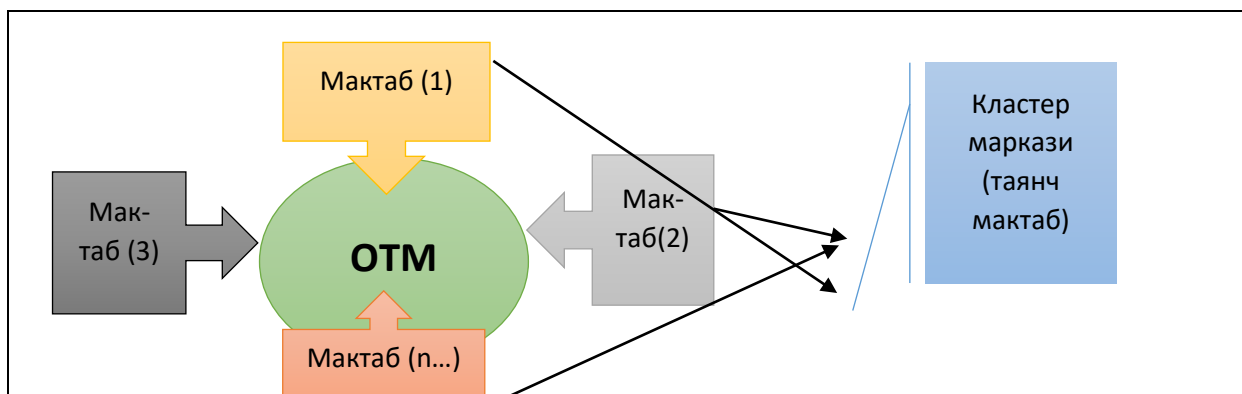 Мактаб (1)
Мак-
таб (3)
ОТМ
Мак-
таб(2)
Мактаб (n...)
Кластер
маркази
(таянч
мактаб)